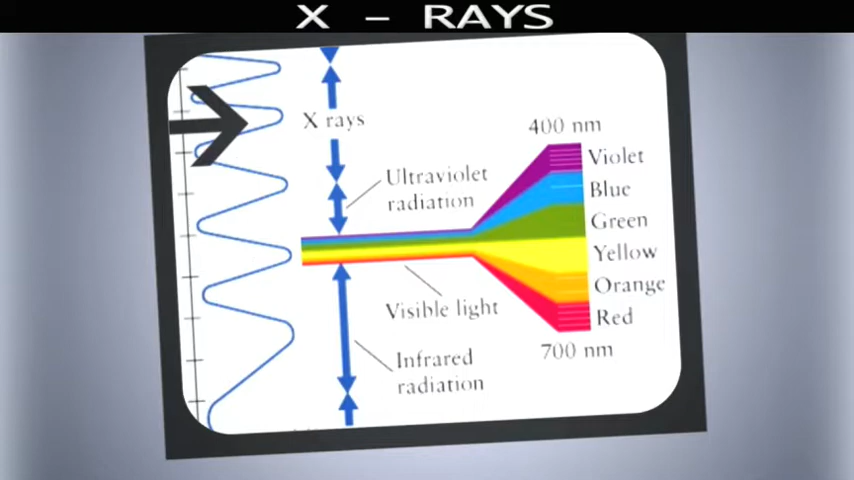 X - RAYS
X rays
400 nm
Violet
Ultraviolet
radiation
Blue
Green
Yellow
Orange
Visible light
Red
700 nm
Infrared
radiation